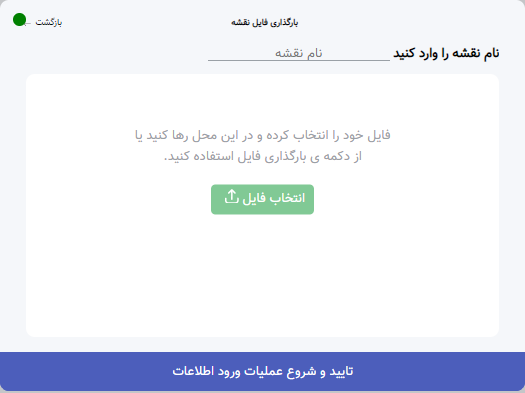 بارگذاری فایل نقشه
بازگشت ←
نام نقشه را وارد کنید نام نقشه
فایل خود را انتخاب کرده و در این محل رها کنید یا
از دکمه ی بارگذاری فایل استفاده کنید.
انتخاب فایل
تایید و شروع عملیات ورود اطلاعات